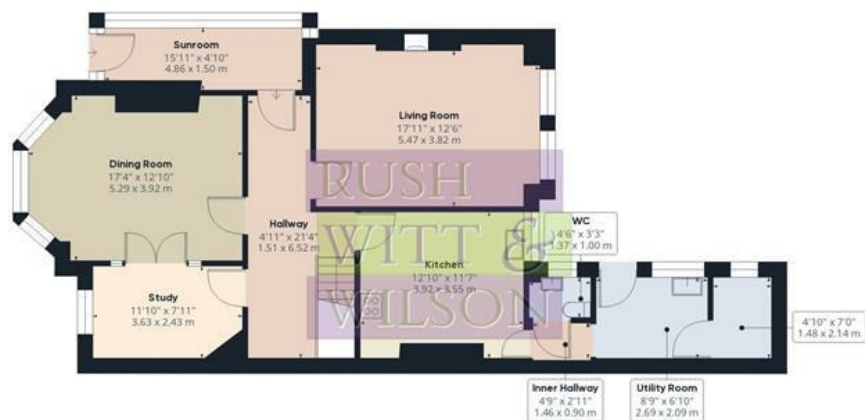 Sunroom
15'11" x 4'10"
4.86 x 1.50 m
Living Room
17'11" x 12'6"
5.47 x 3.82 m
Dining Room
17'4" x 12'10"
5.29 x 3.92 m
RUSH
WITT &
WILSON
Hallway
4'11" x 21'4"
1.51 x 6.52 m
WC
4'6" x 3'3"
1.37 x 1.00 m
Kitchen
12'10" x 11'7"
3.92 x 3.55 m
Study
11'10" x 7'11"
3.63 x 2.43 m
4'10" x 7'0"
1.48 x 2.14 m
Inner Hallway
4'9" x 2'11"
1.46 x 0.90 m
Utility Room
8'9" x 6'10"
2.69 x 2.09 m